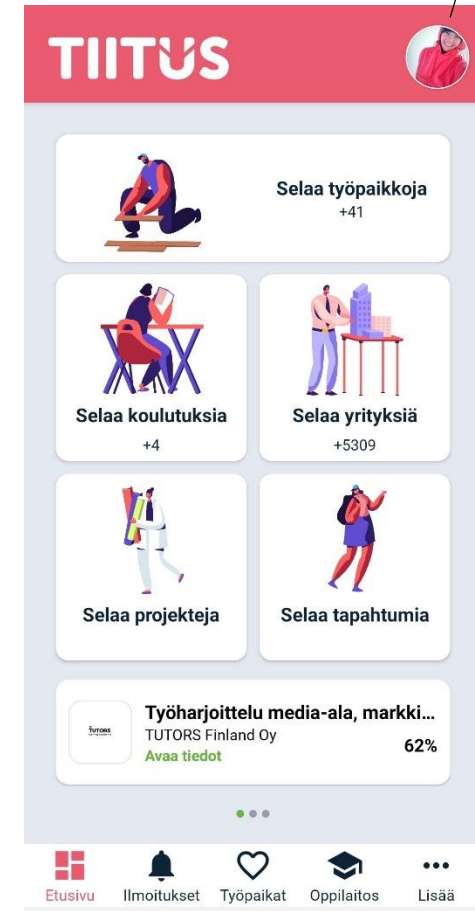 TIITUS
Selaa työpaikkoja
+41
Selaa koulutuksia
+4
Selaa yrityksiä
+5309
Selaa projekteja
Selaa tapahtumia
TUTORS
Työharjoittelu media-ala, markki...
TUTORS Finland Oy
Avaa tiedot
62%
Etusivu
Ilmoitukset
Työpaikat
Oppilaitos
Lisää